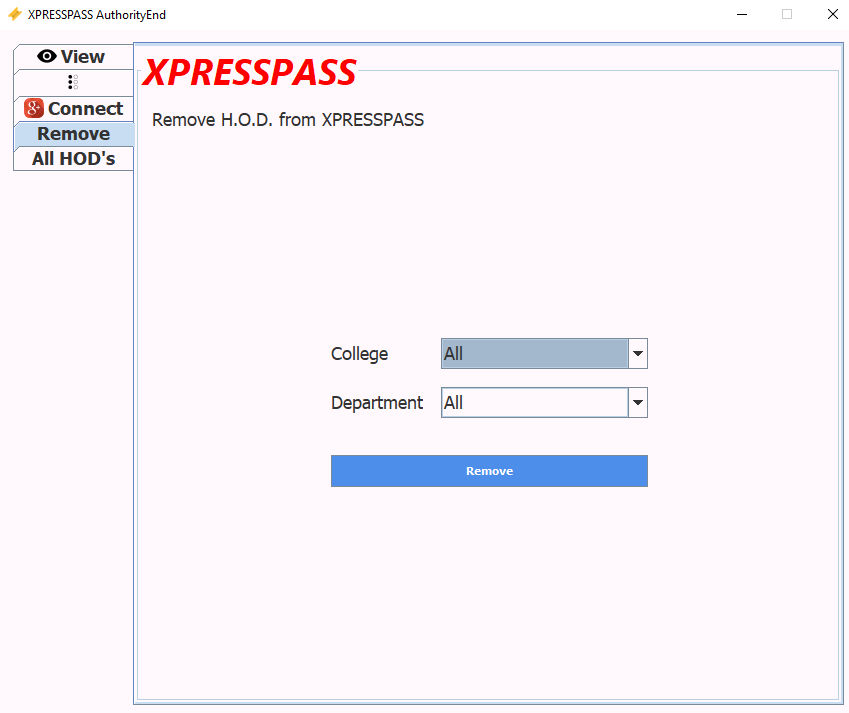 XPRESSPASS AuthorityEnd
View
Connect
Remove
All HOD's
XPRESSPASS
Remove H.O.D. from XPRESSPASS
College All
Department All
Remove